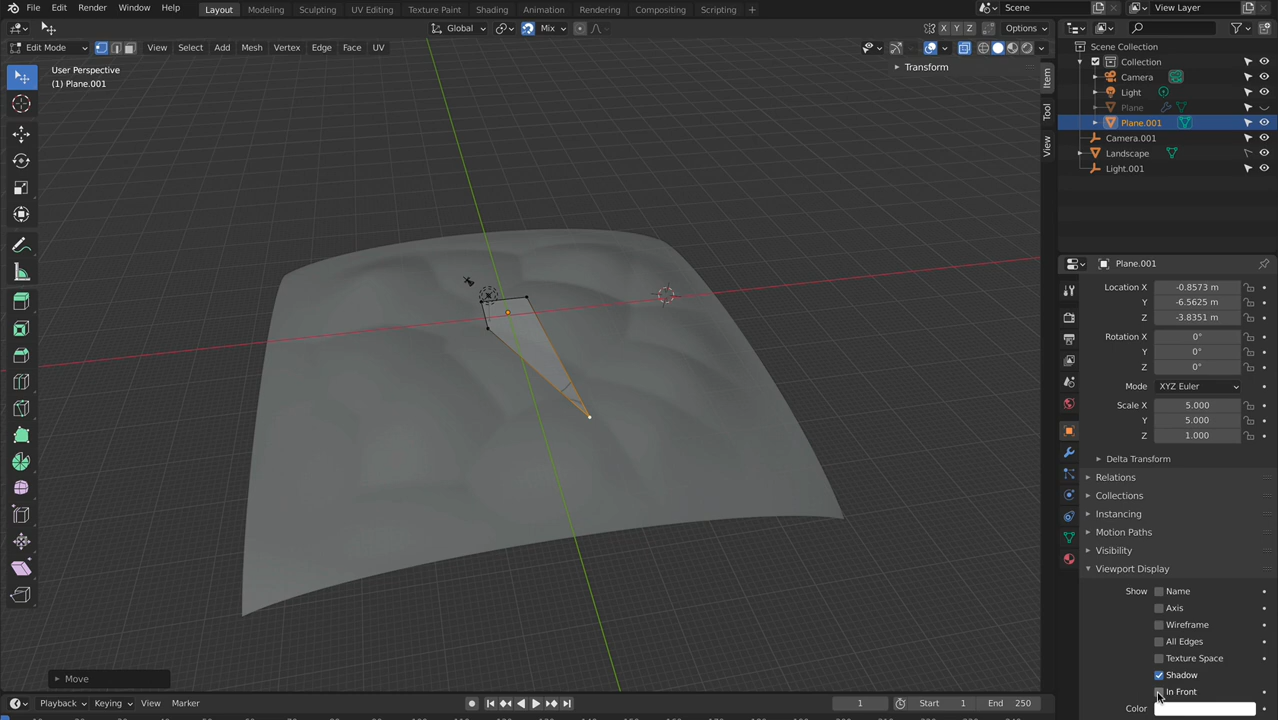 File Edit Render Window Help Layout Modeling Sculpting UV Editing Texture Paint Shading Animation Rendering Compositing Scripting + Scene View Layer
Global Mix X Y Z Options
Edit Mode View Select Add Mesh Vertex Edge Face UV
User Perspective
(1) Plane.001
Transform
Item
Tool
View
Scene Collection
Collection
Camera
Light
Plane
Plane.001
Camera.001
Landscape
Light.001
Plane.001
Location X -0.8573 m
Y -6.5625 m
Z -3.8351 m
Rotation X 0°
Y 0°
Z 0°
Mode XYZ Euler
Scale X 5.000
Y 5.000
Z 1.000
Delta Transform
Relations
Collections
Instancing
Motion Paths
Visibility
Viewport Display
Show Name
Axis
Wireframe
All Edges
Texture Space
Shadow
In Front
Color
Move
Playback Keying View Marker 1 Start 1 End 250